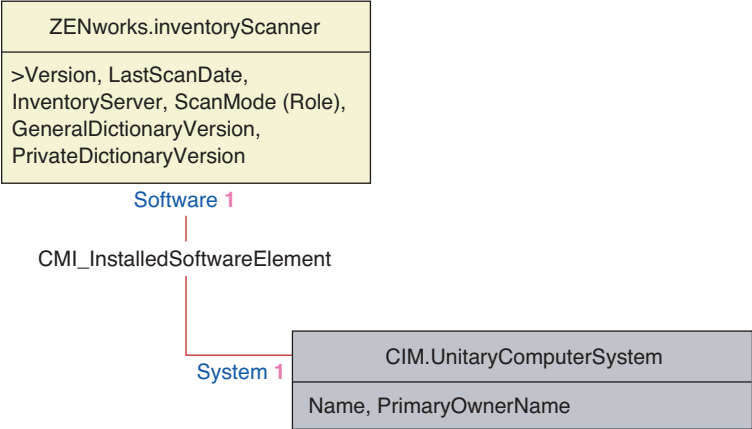 ZENworks.inventoryScanner
>Version, LastScanDate,
InventoryServer, ScanMode (Role),
GeneralDictionaryVersion,
PrivateDictionaryVersion
Software 1
CMI_InstalledSoftwareElement
System 1
CIM.UnitaryComputerSystem
Name, PrimaryOwnerName